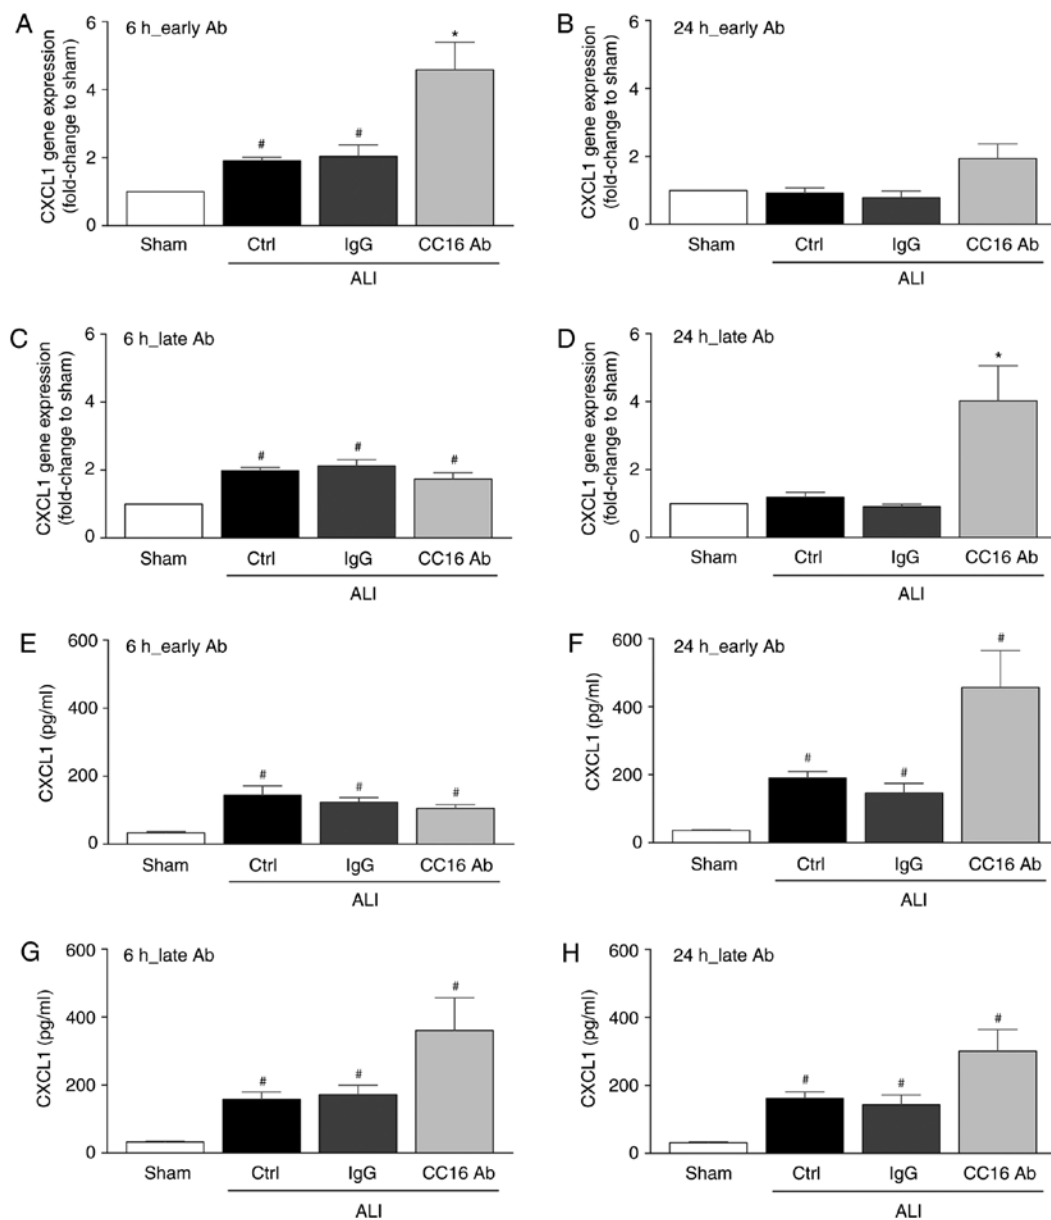 A
6 h_early Ab
CXCL1 gene expression
(fold-change to sham)
6
4
2
0
*
#
#
Sham
Ctrl
IgG
CC16 Ab
ALI
B
24 h_early Ab
CXCL1 gene expression
(fold-change to sham)
6
4
2
0
Sham
Ctrl
IgG
CC16 Ab
ALI
C
6 h_late Ab
CXCL1 gene expression
(fold-change to sham)
6
4
2
0
#
#
#
Sham
Ctrl
IgG
CC16 Ab
ALI
D
24 h_late Ab
CXCL1 gene expression
(fold-change to sham)
6
4
2
0
*
Sham
Ctrl
IgG
CC16 Ab
ALI
E
6 h_early Ab
CXCL1 (pg/ml)
600
400
200
0
#
#
#
Sham
Ctrl
IgG
CC16 Ab
ALI
F
24 h_early Ab
CXCL1 (pg/ml)
600
400
200
0
#
#
#
Sham
Ctrl
IgG
CC16 Ab
ALI
G
6 h_late Ab
CXCL1 (pg/ml)
600
400
200
0
#
#
#
Sham
Ctrl
IgG
CC16 Ab
ALI
H
24 h_late Ab
CXCL1 (pg/ml)
600
400
200
0
#
#
#
Sham
Ctrl
IgG
CC16 Ab
ALI